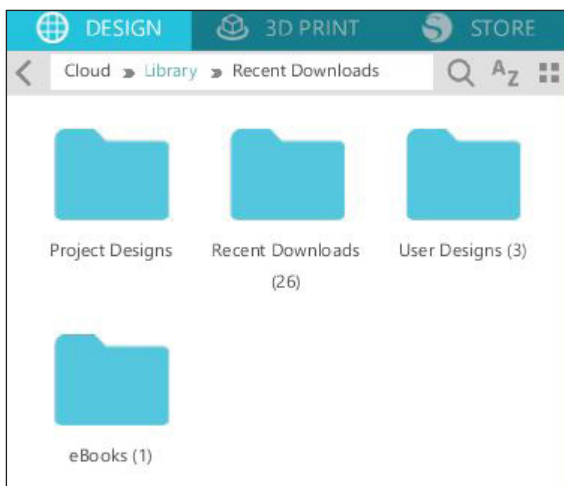 DESIGN 3D PRINT STORE
Cloud Library Recent Downloads AZ
Project Designs Recent Downloads User Designs (3)
(26)
eBooks (1)